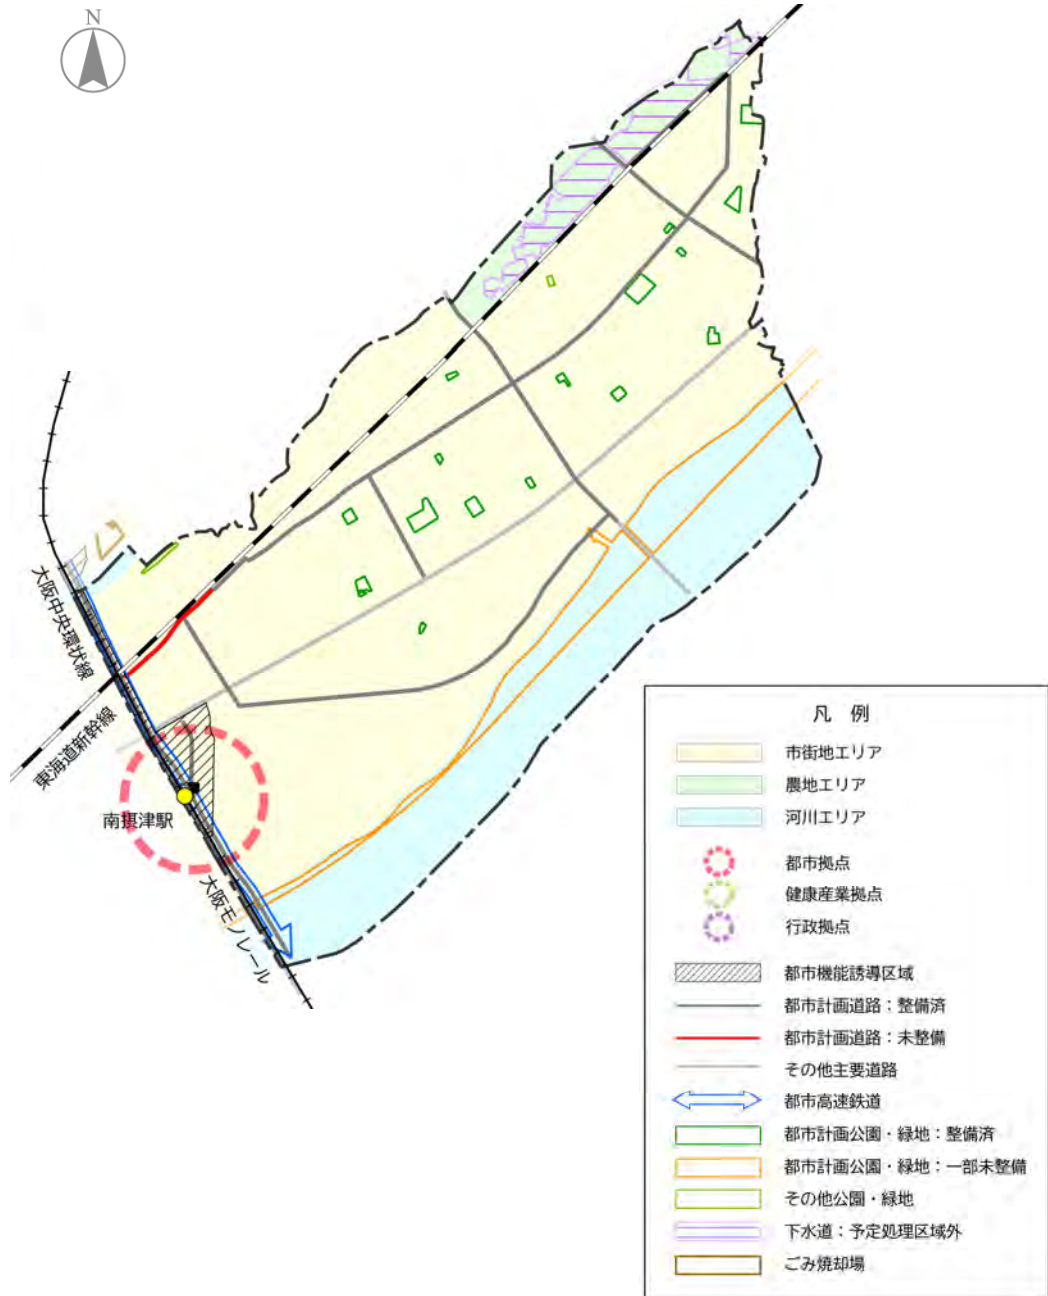 N
大阪中央環状線
東海道新幹線
南摂津駅
大阪モノレール
凡 例
市街地エリア
農地エリア
河川エリア
都市拠点
健康産業拠点
行政拠点
都市機能誘導区域
都市計画道路：整備済
都市計画道路：未整備
その他主要道路
都市高速鉄道
都市計画公園・緑地：整備済
都市計画公園・緑地：一部未整備
その他公園・緑地
下水道：予定処理区域外
ごみ焼却場